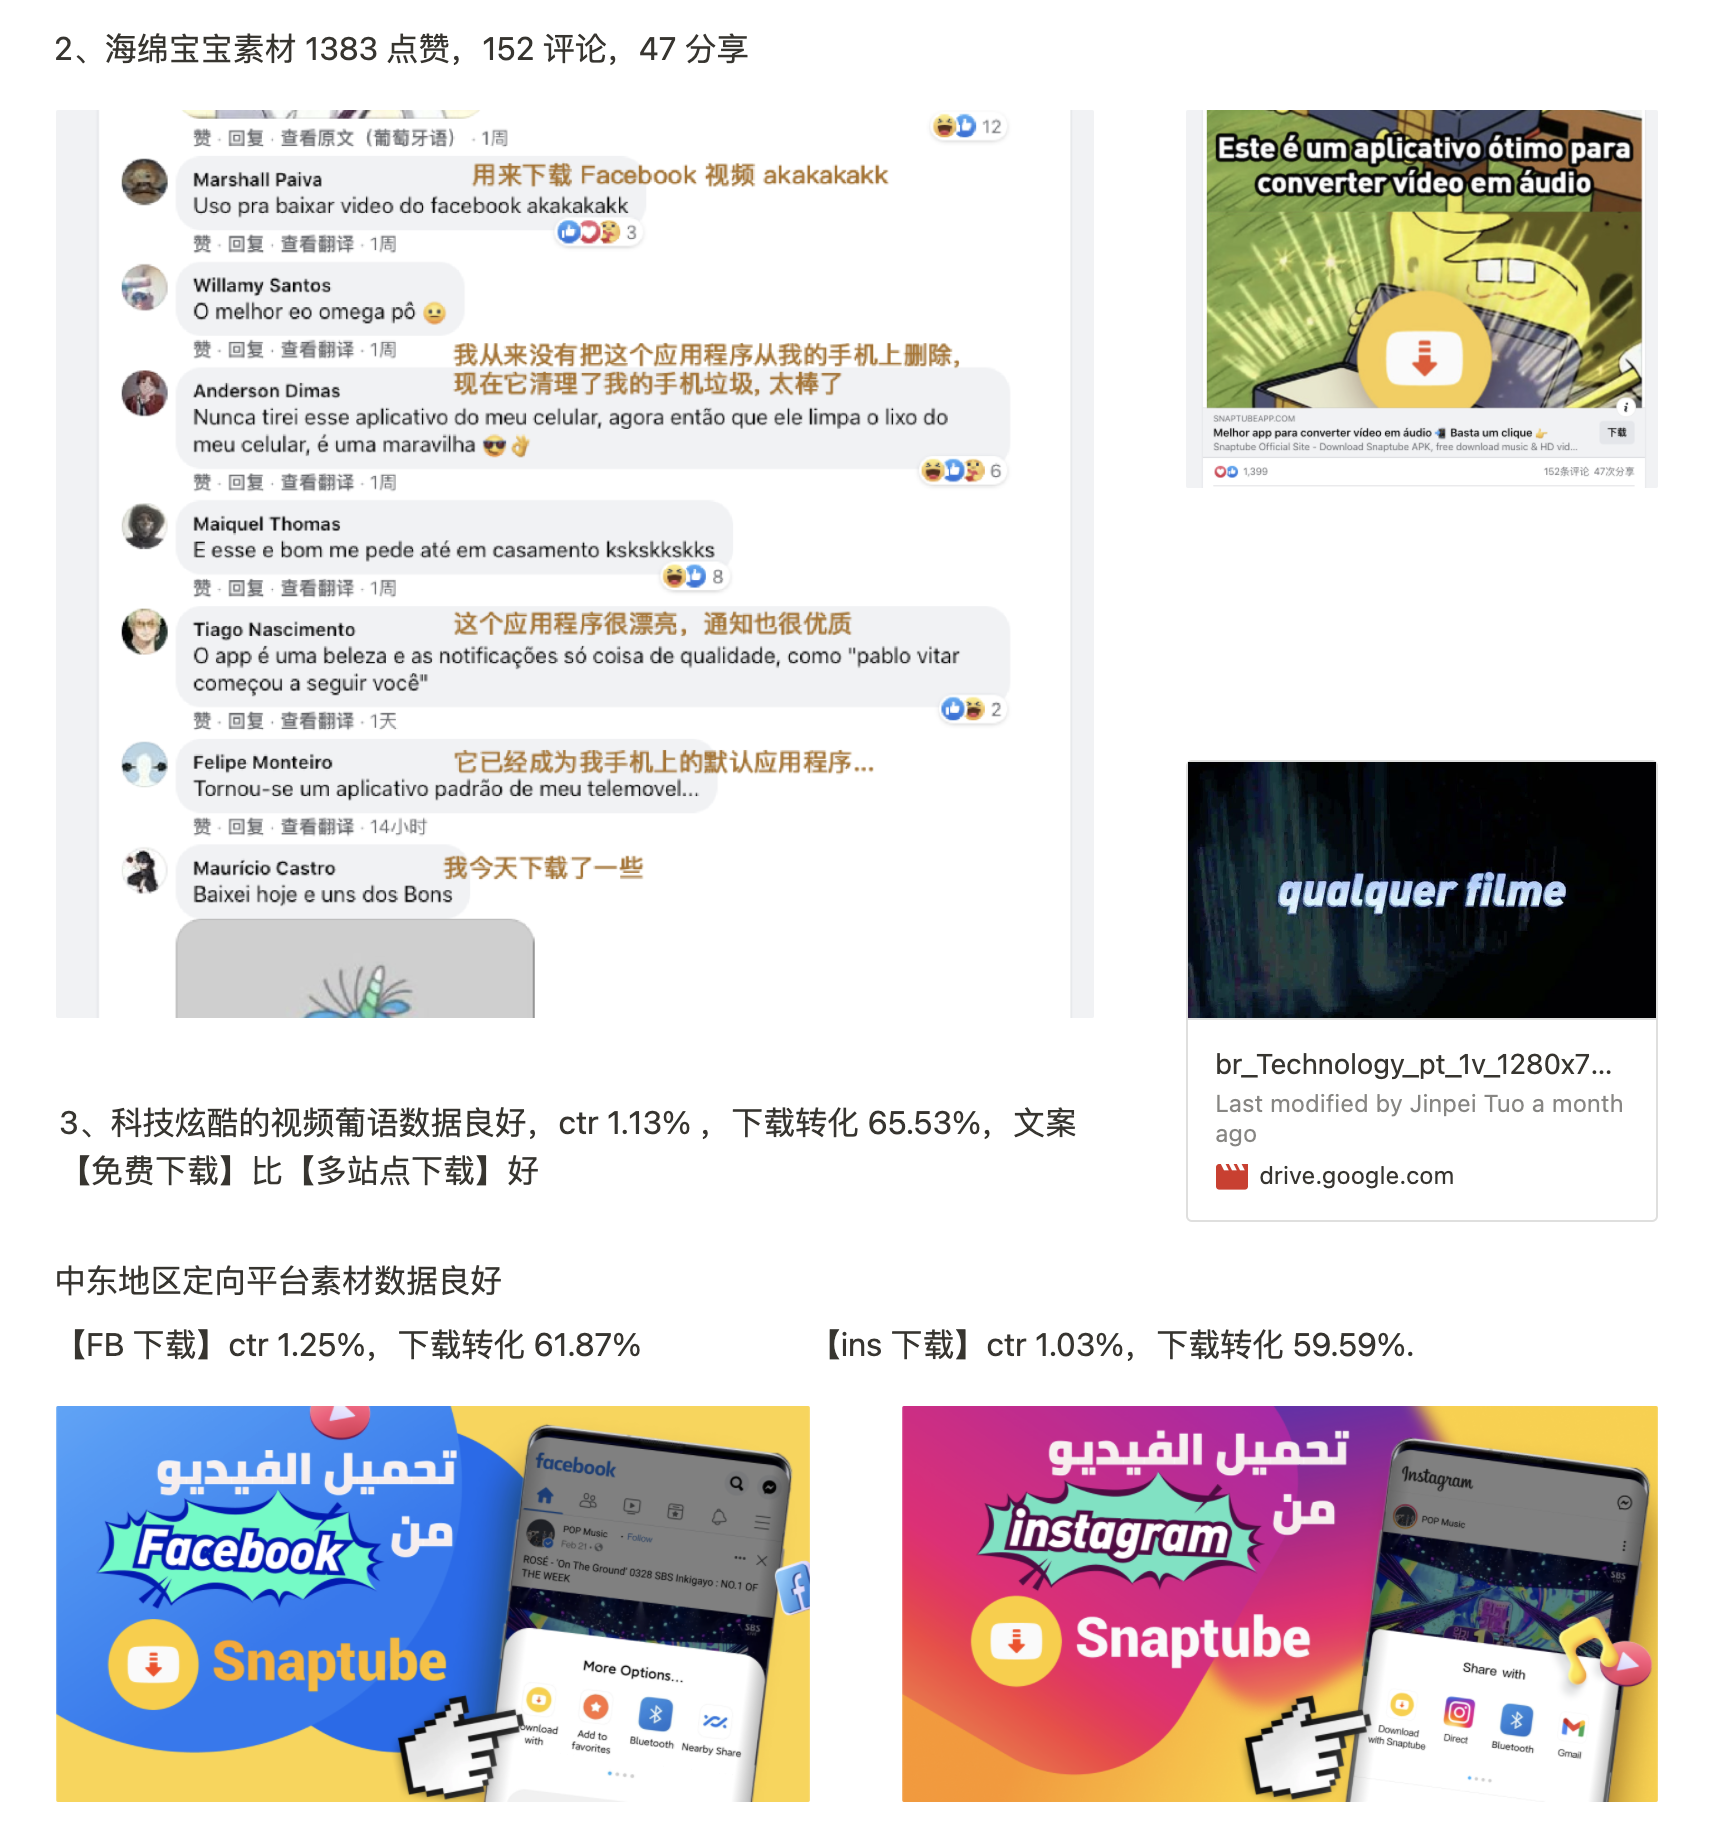 2、海绵宝宝素材 1383 点赞，152 评论，47 分享
赞 · 回复 · 查看原文（葡萄牙语） · 1周
12
Marshall Paiva
用来下载 Facebook 视频 akakakakk
Uso pra baixar video do facebook akakakakk
3
赞 · 回复 · 查看翻译 · 1周
Willamy Santos
O melhor eo omega pô 😐
赞 · 回复 · 查看翻译 · 1周
我从来没有把这个应用程序从我的手机上删除，
现在它清理了我的手机垃圾, 太棒了
Anderson Dimas
Nunca tirei esse aplicativo do meu celular, agora então que ele limpa o lixo do
meu celular, é uma maravilha 😎👌
6
赞 · 回复 · 查看翻译 · 1周
Maiquel Thomas
E esse e bom me pede até em casamento kskskkskks
8
赞 · 回复 · 查看翻译 · 1周
Tiago Nascimento
这个应用程序很漂亮，通知也很优质
O app é uma beleza e as notificações só coisa de qualidade, como "pablo vitar
começou a seguir você"
2
赞 · 回复 · 查看翻译 · 1天
Felipe Monteiro
它已经成为我手机上的默认应用程序...
Tornou-se um aplicativo padrão de meu telemovel...
赞 · 回复 · 查看翻译 · 14小时
Maurício Castro
我今天下载了一些
Baixei hoje e uns dos Bons
Este é um aplicativo ótimo para
converter vídeo em áudio
SNAPTUBEAPP.COM
Melhor app para converter vídeo em áudio 📲 Basta um clique 👉
Snaptube Official Site - Download Snaptube APK, free download music & HD vid...
下载
1,399
152条评论 47次分享
qualquer filme
br_Technology_pt_1v_1280x7...
Last modified by Jinpei Tuo a month
ago
drive.google.com
3、科技炫酷的视频葡语数据良好，ctr 1.13% ，下载转化 65.53%，文案
【免费下载】比【多站点下载】好
中东地区定向平台素材数据良好
【FB 下载】ctr 1.25%，下载转化 61.87%
【ins 下载】ctr 1.03%，下载转化 59.59%.
تحميل الفيديو
من
Facebook
Snaptube
facebook
POP Music · Follow
Feb 21 ·
ROSÉ - 'On The Ground' 0328 SBS Inkigayo : NO.1 OF
THE WEEK
SBS
More Options...
ownload
with
Add to
favorites
Bluetooth
Nearby Share
تحميل الفيديو
من
instagram
Snaptube
Instagram
POP Music
SBS
Share with
Download
with Snaptube
Direct
Bluetooth
Gmail